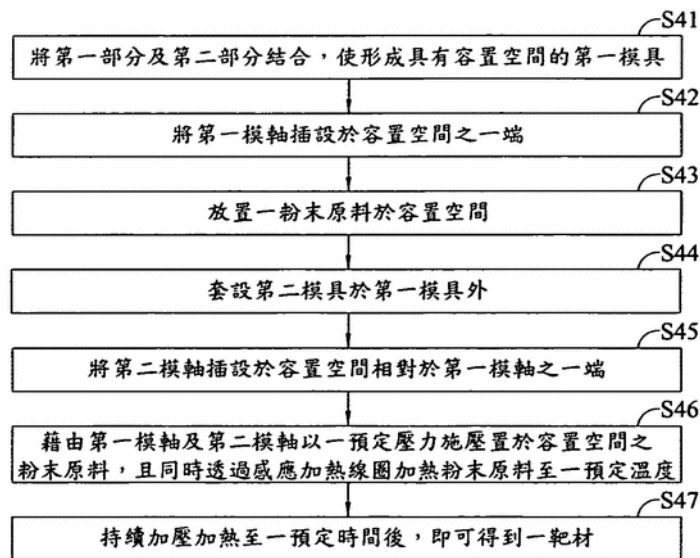 S41
將第一部分及第二部分結合，使形成具有容置空間的第一模具
S42
將第一模軸插設於容置空間之一端
S43
放置一粉末原料於容置空間
S44
套設第二模具於第一模具外
S45
將第二模軸插設於容置空間相對於第一模軸之一端
S46
藉由第一模軸及第二模軸以一預定壓力施壓置於容置空間之
粉末原料，且同時透過感應加熱線圈加熱粉末原料至一預定溫度
S47
持續加壓加熱至一預定時間後，即可得到一靶材